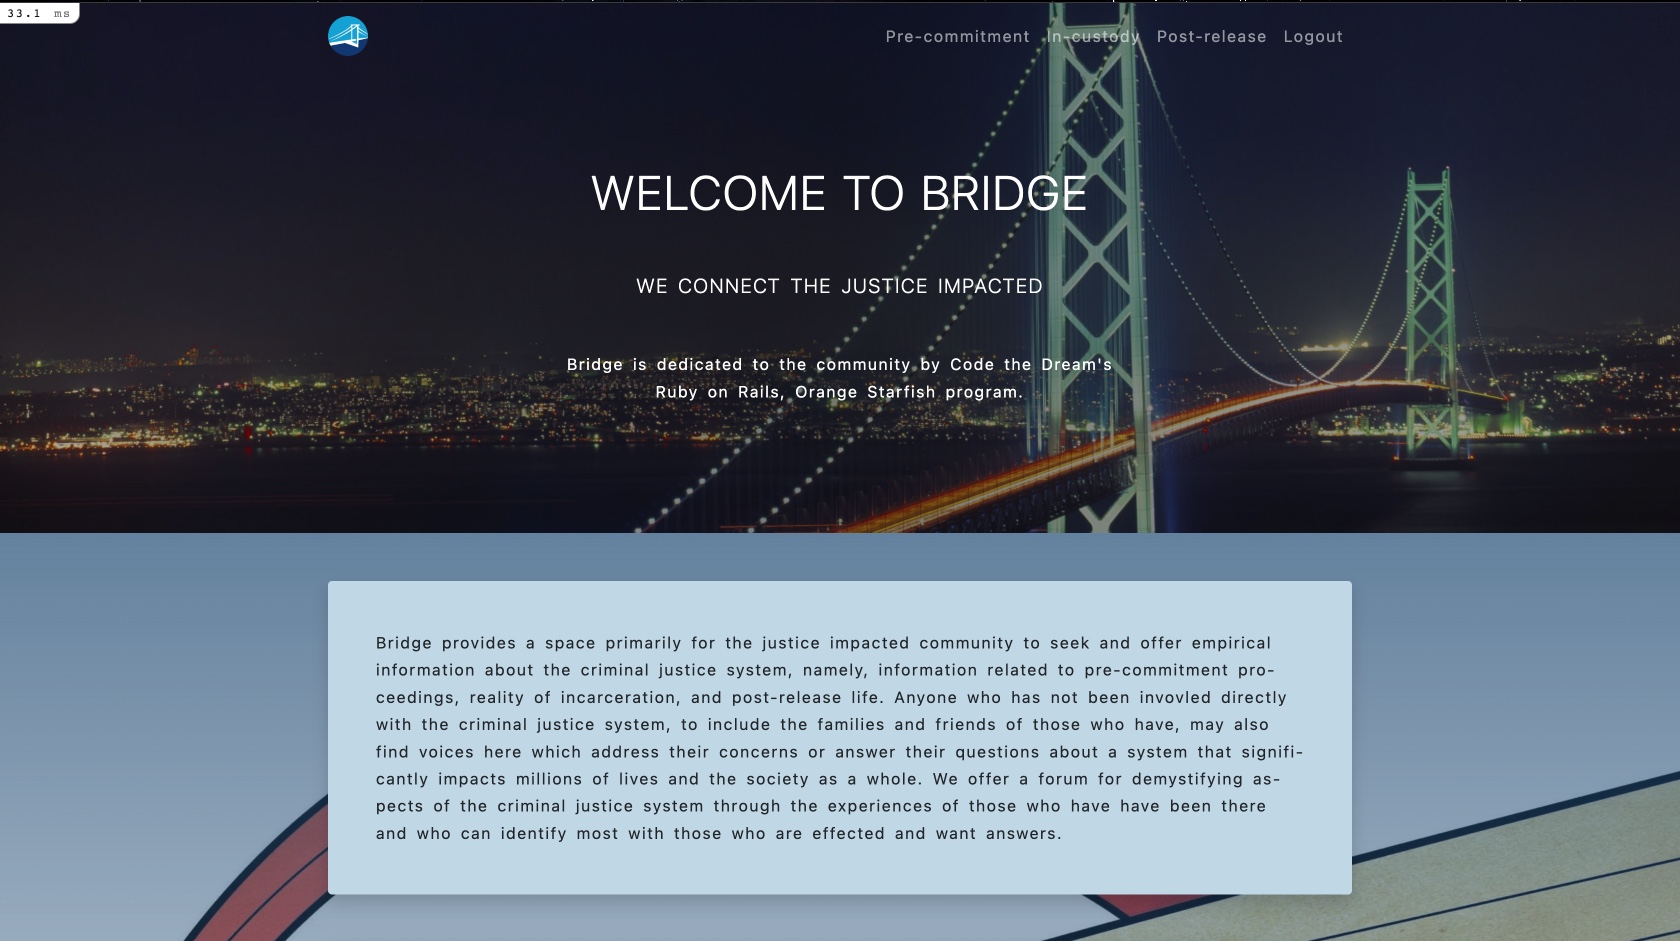 33.1 ms
Pre-commitment In-custody Post-release Logout
WELCOME TO BRIDGE
WE CONNECT THE JUSTICE IMPACTED
Bridge is dedicated to the community by Code the Dream's
Ruby on Rails, Orange Starfish program.
Bridge provides a space primarily for the justice impacted community to seek and offer empirical
information about the criminal justice system, namely, information related to pre-commitment pro-
ceedings, reality of incarceration, and post-release life. Anyone who has not been invovled directly
with the criminal justice system, to include the families and friends of those who have, may also
find voices here which address their concerns or answer their questions about a system that signifi-
cantly impacts millions of lives and the society as a whole. We offer a forum for demystifying as-
pects of the criminal justice system through the experiences of those who have have been there
and who can identify most with those who are effected and want answers.